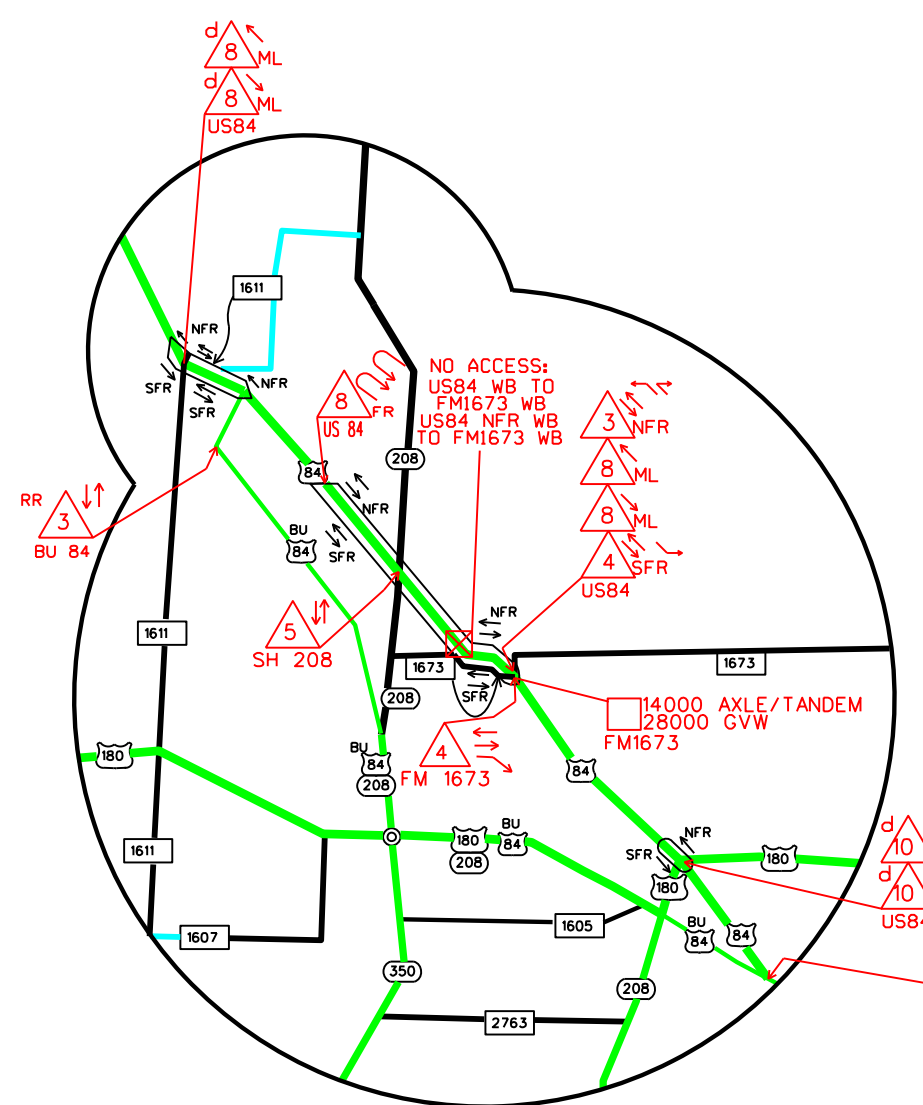 d
8
ML
d
8
ML
US84
1611
NFR
SFR
SFR
NFR
8
FR
US 84
NO ACCESS:
US84 WB TO
FM1673 WB
US84 NFR WB
TO FM1673 WB
3
NFR
8
ML
8
ML
4
SFR
US84
208
84
NFR
SFR
RR
3
BU 84
BU
84
5
SH 208
1611
NFR
1673
1673
SFR
208
14000 AXLE/TANDEM
28000 GVW
FM1673
4
FM 1673
180
BU
84
208
84
1611
180
208
BU
84
NFR
SFR
180
180
d
10
d
10
US84
1607
1605
BU
84
84
350
208
2763